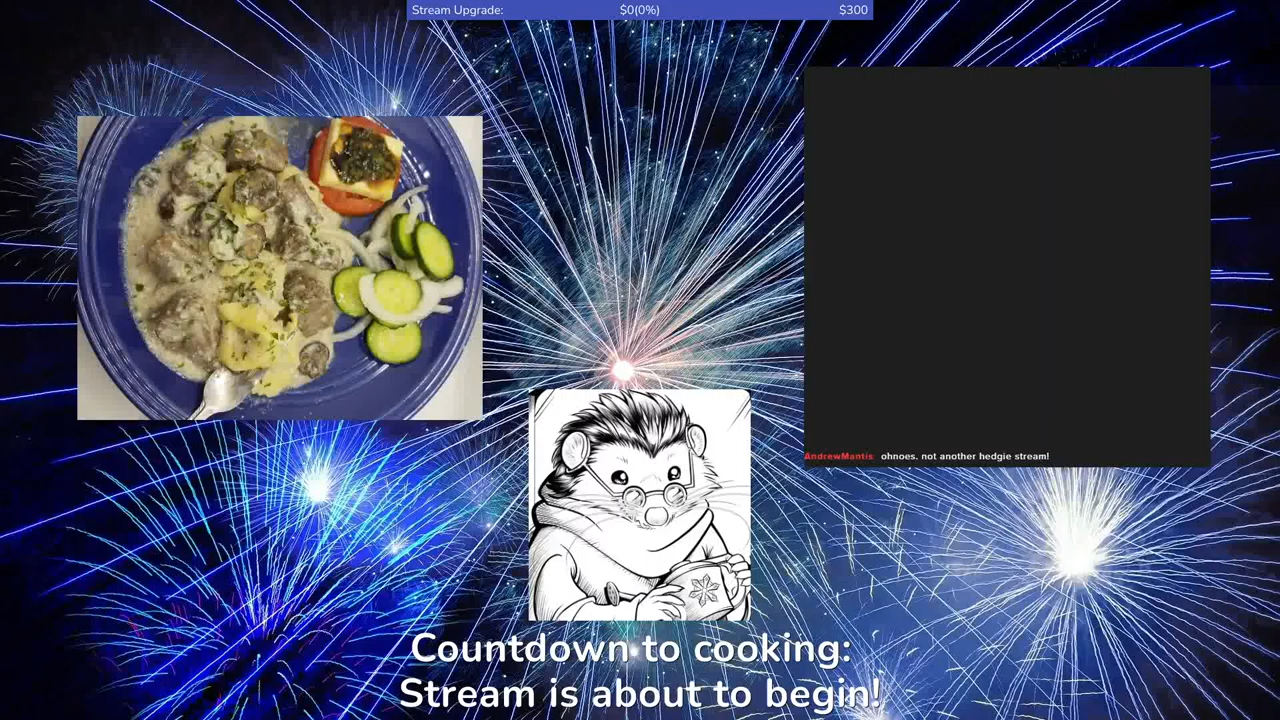 Stream Upgrade: $0(0%) $300
AndrewMantis ohnoes. not another hedgie stream!
Countdown to cooking:
Stream is about to begin!